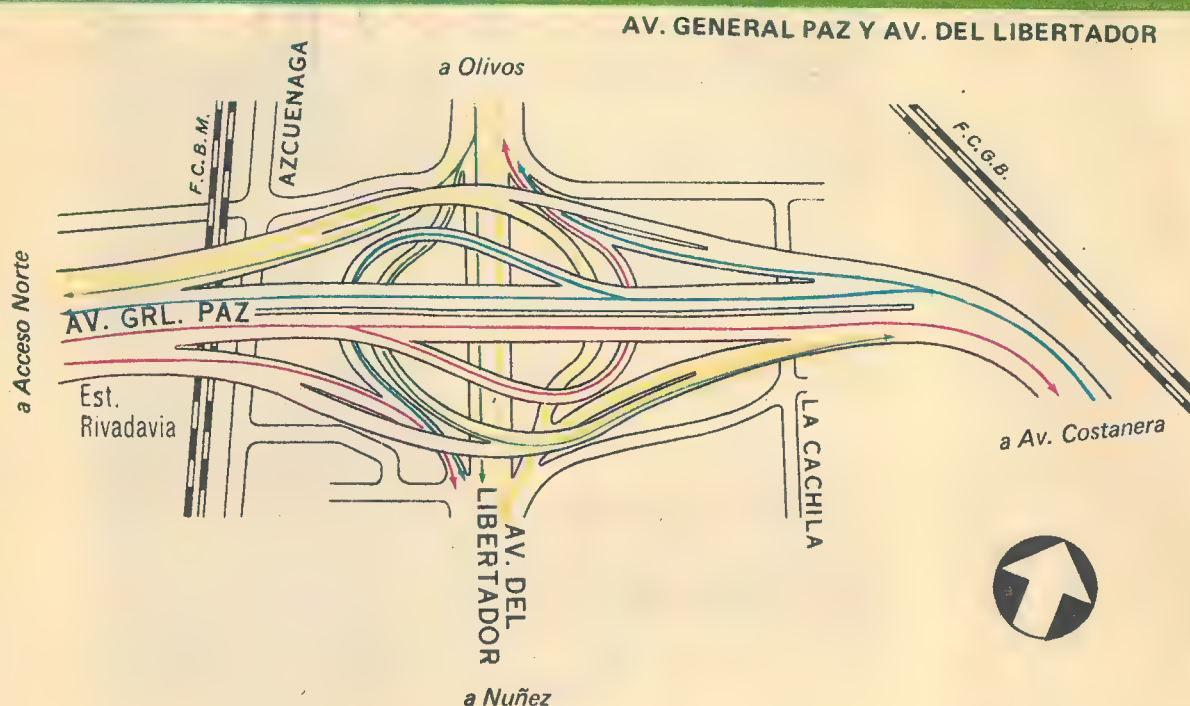 AV. GENERAL PAZ Y AV. DEL LIBERTADOR
a Olivos
AZCUENAGA
F.C.B.M.
F.C.G.B.
a Acceso Norte
AV. GRL. PAZ
Est.
Rivadavia
a Av. Costanera
LA CACHILA
AV. DEL
LIBERTADOR
a Nuñez